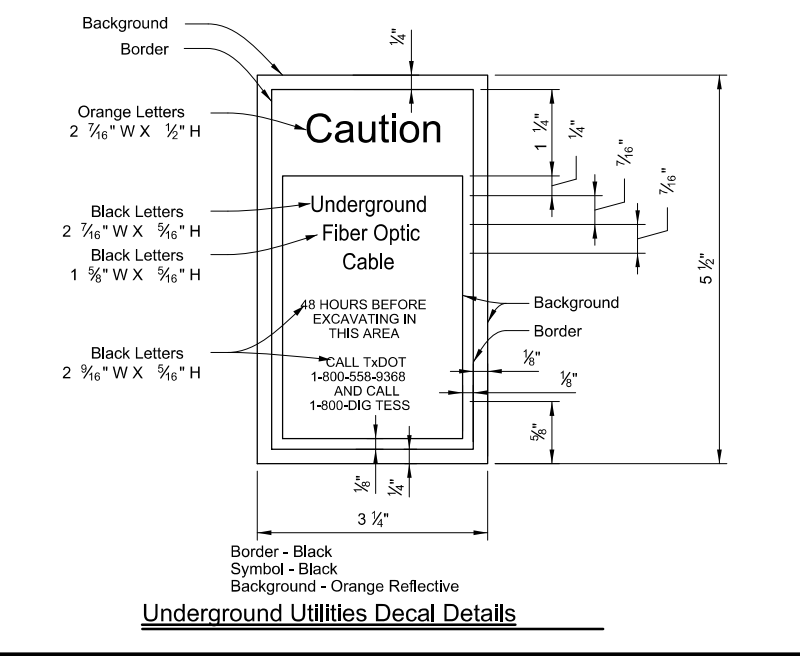 Background
Border
Orange Letters
2 7/16" W X 1/2" H
Black Letters
2 7/16" W X 5/16" H
Black Letters
1 5/8" W X 5/16" H
Black Letters
2 9/16" W X 5/16" H
Caution
Underground
Fiber Optic
Cable
48 HOURS BEFORE
EXCAVATING IN
THIS AREA
CALL TxDOT
1-800-558-9368
AND CALL
1-800-DIG TESS
1/4"
1 1/4"
1/4"
7/16"
7/16"
5 1/2"
Background
Border
1/8"
1/8"
5/8"
1/8"
1/4"
3 1/4"
Border - Black
Symbol - Black
Background - Orange Reflective
Underground Utilities Decal Details